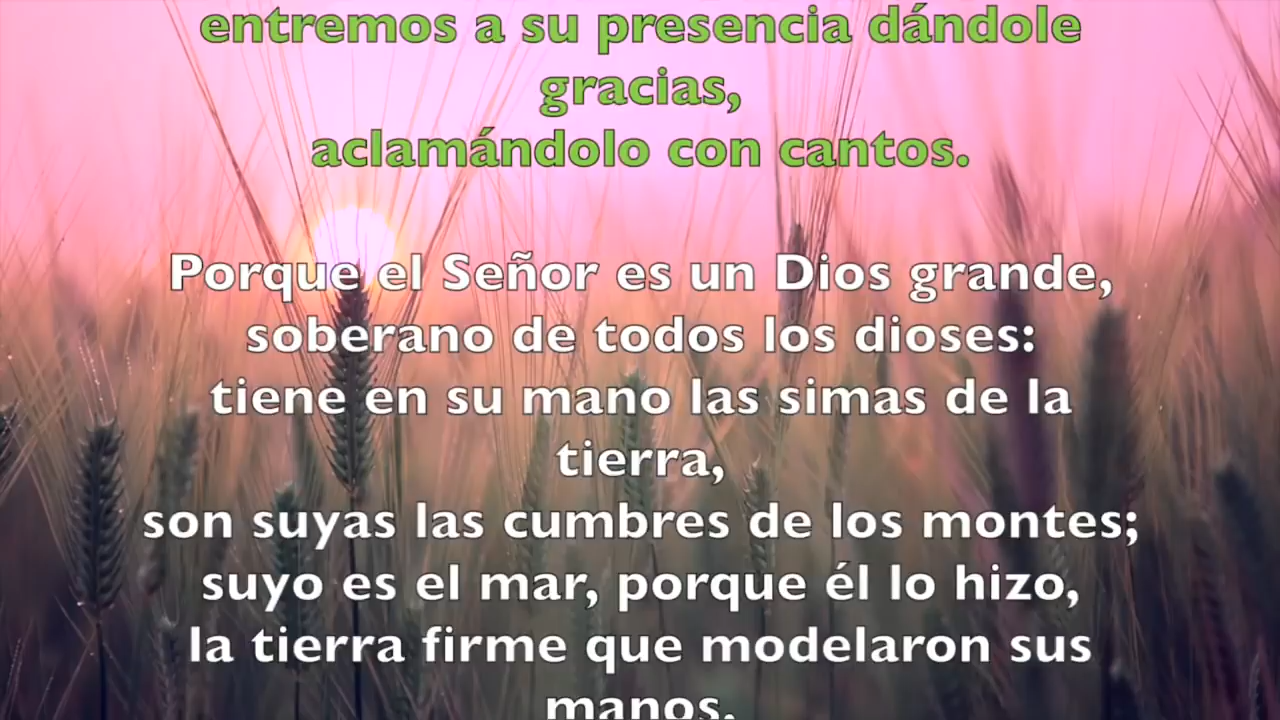 entremos a su presencia dándole
gracias,
aclamándolo con cantos.
Porque el Señor es un Dios grande,
soberano de todos los dioses:
tiene en su mano las simas de la
tierra,
son suyas las cumbres de los montes;
suyo es el mar, porque él lo hizo,
la tierra firme que modelaron sus
manos.